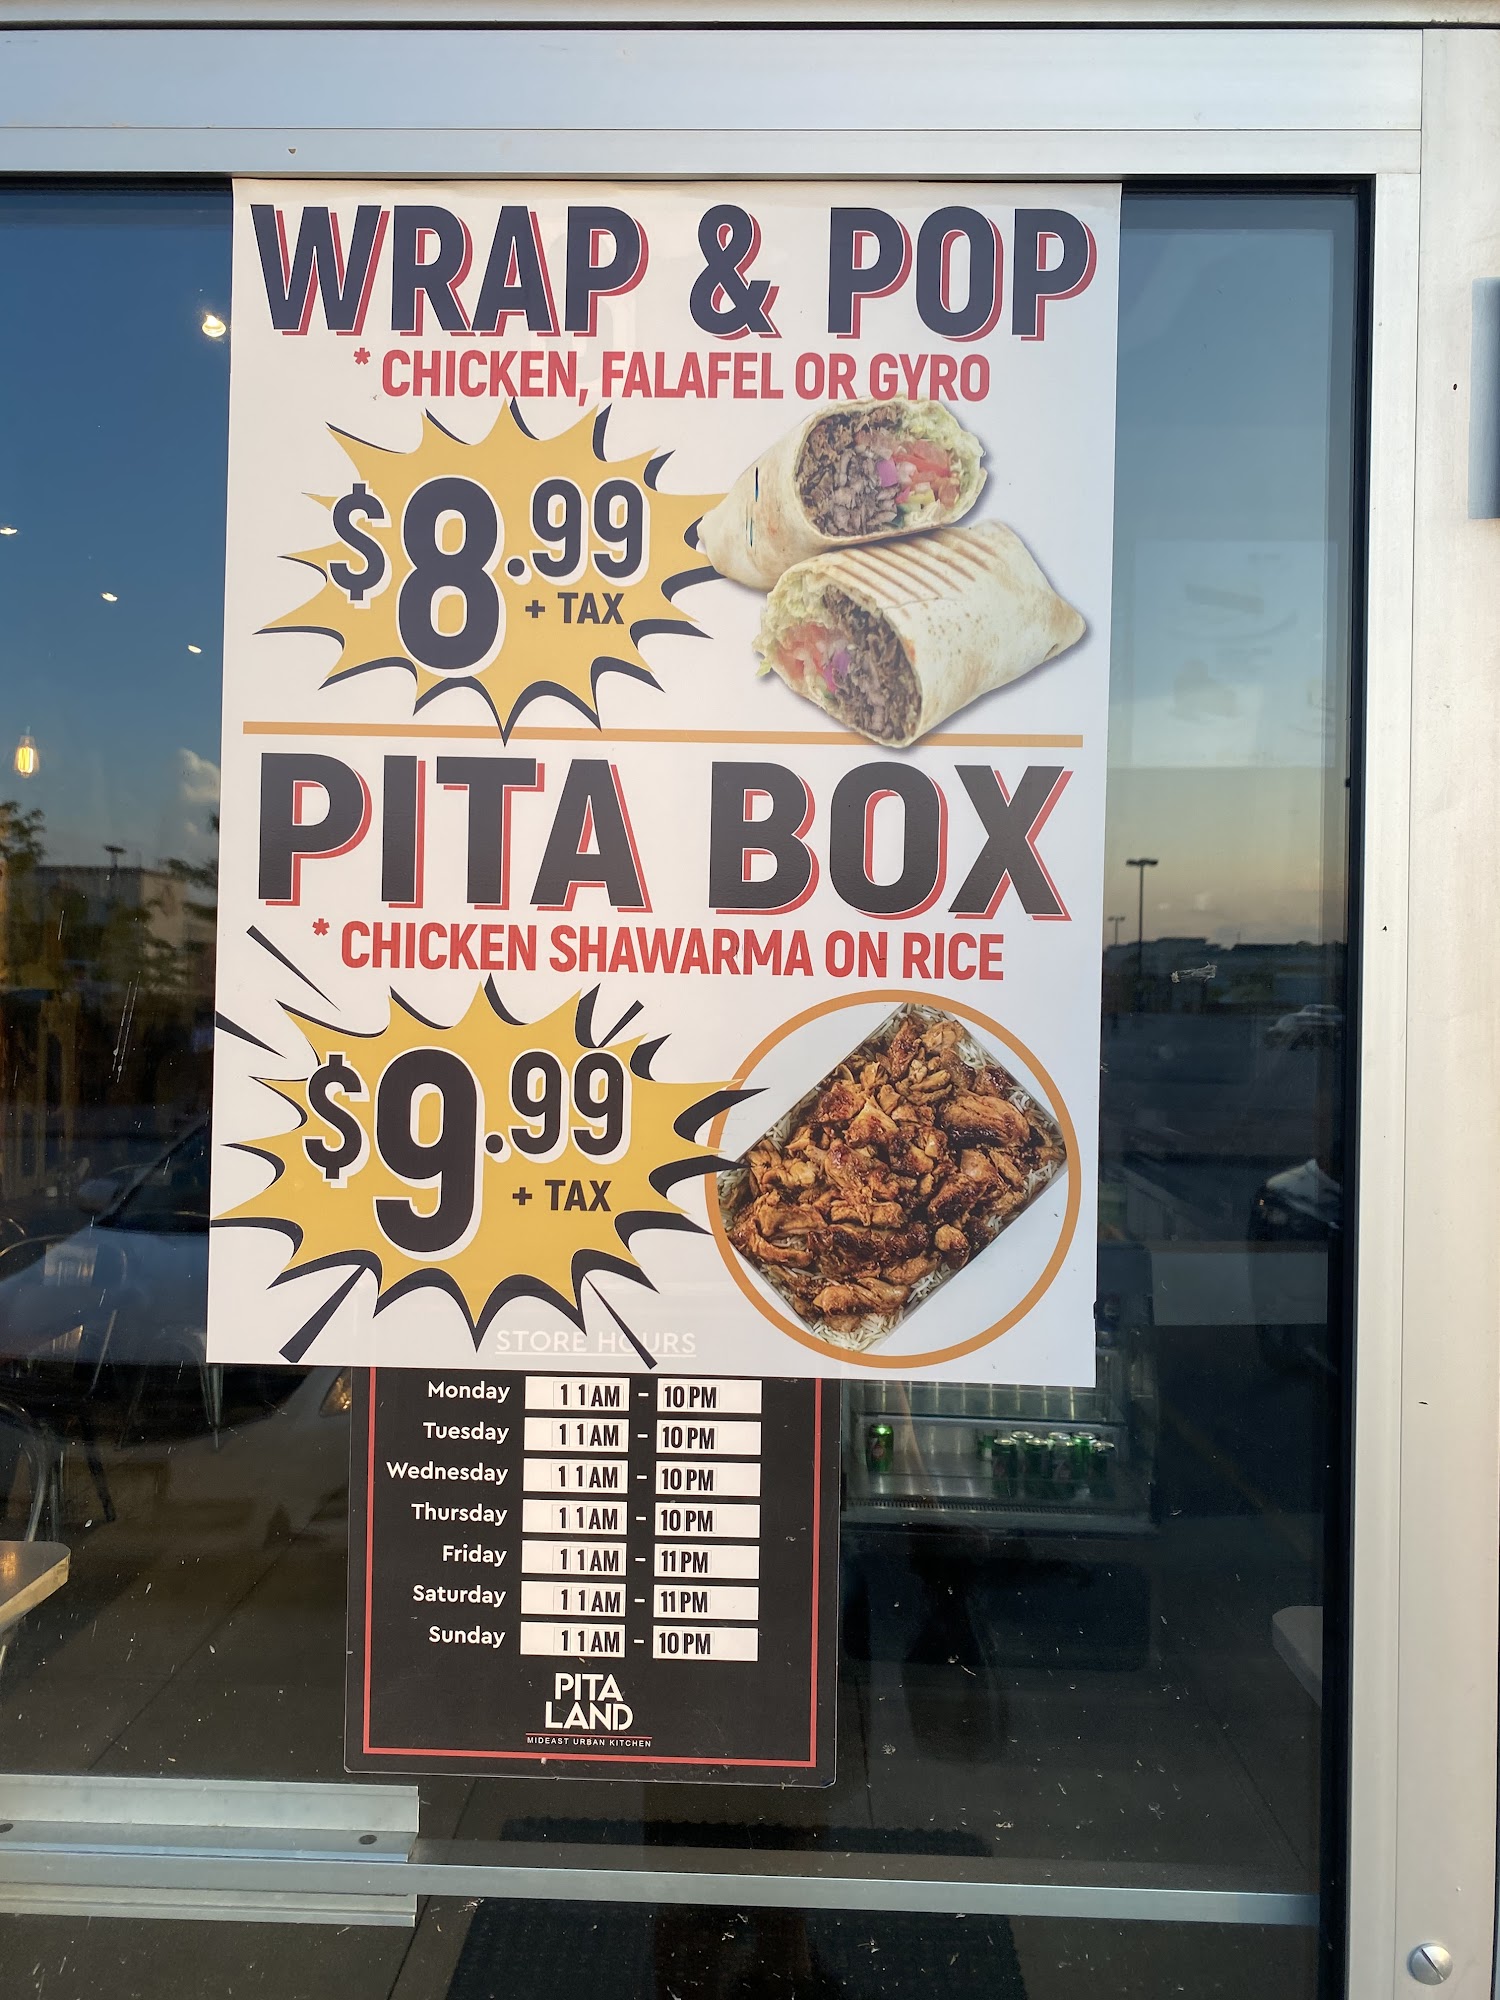 WRAP & POP
* CHICKEN, FALAFEL OR GYRO
$8.99
+ TAX
PITA BOX
* CHICKEN SHAWARMA ON RICE
$9.99
+ TAX
STORE HOURS
Monday 11AM - 10PM
Tuesday 11AM - 10PM
Wednesday 11AM - 10PM
Thursday 11AM - 10PM
Friday 11AM - 11PM
Saturday 11AM - 11PM
Sunday 11AM - 10PM
PITA
LAND
MIDEAST URBAN KITCHEN